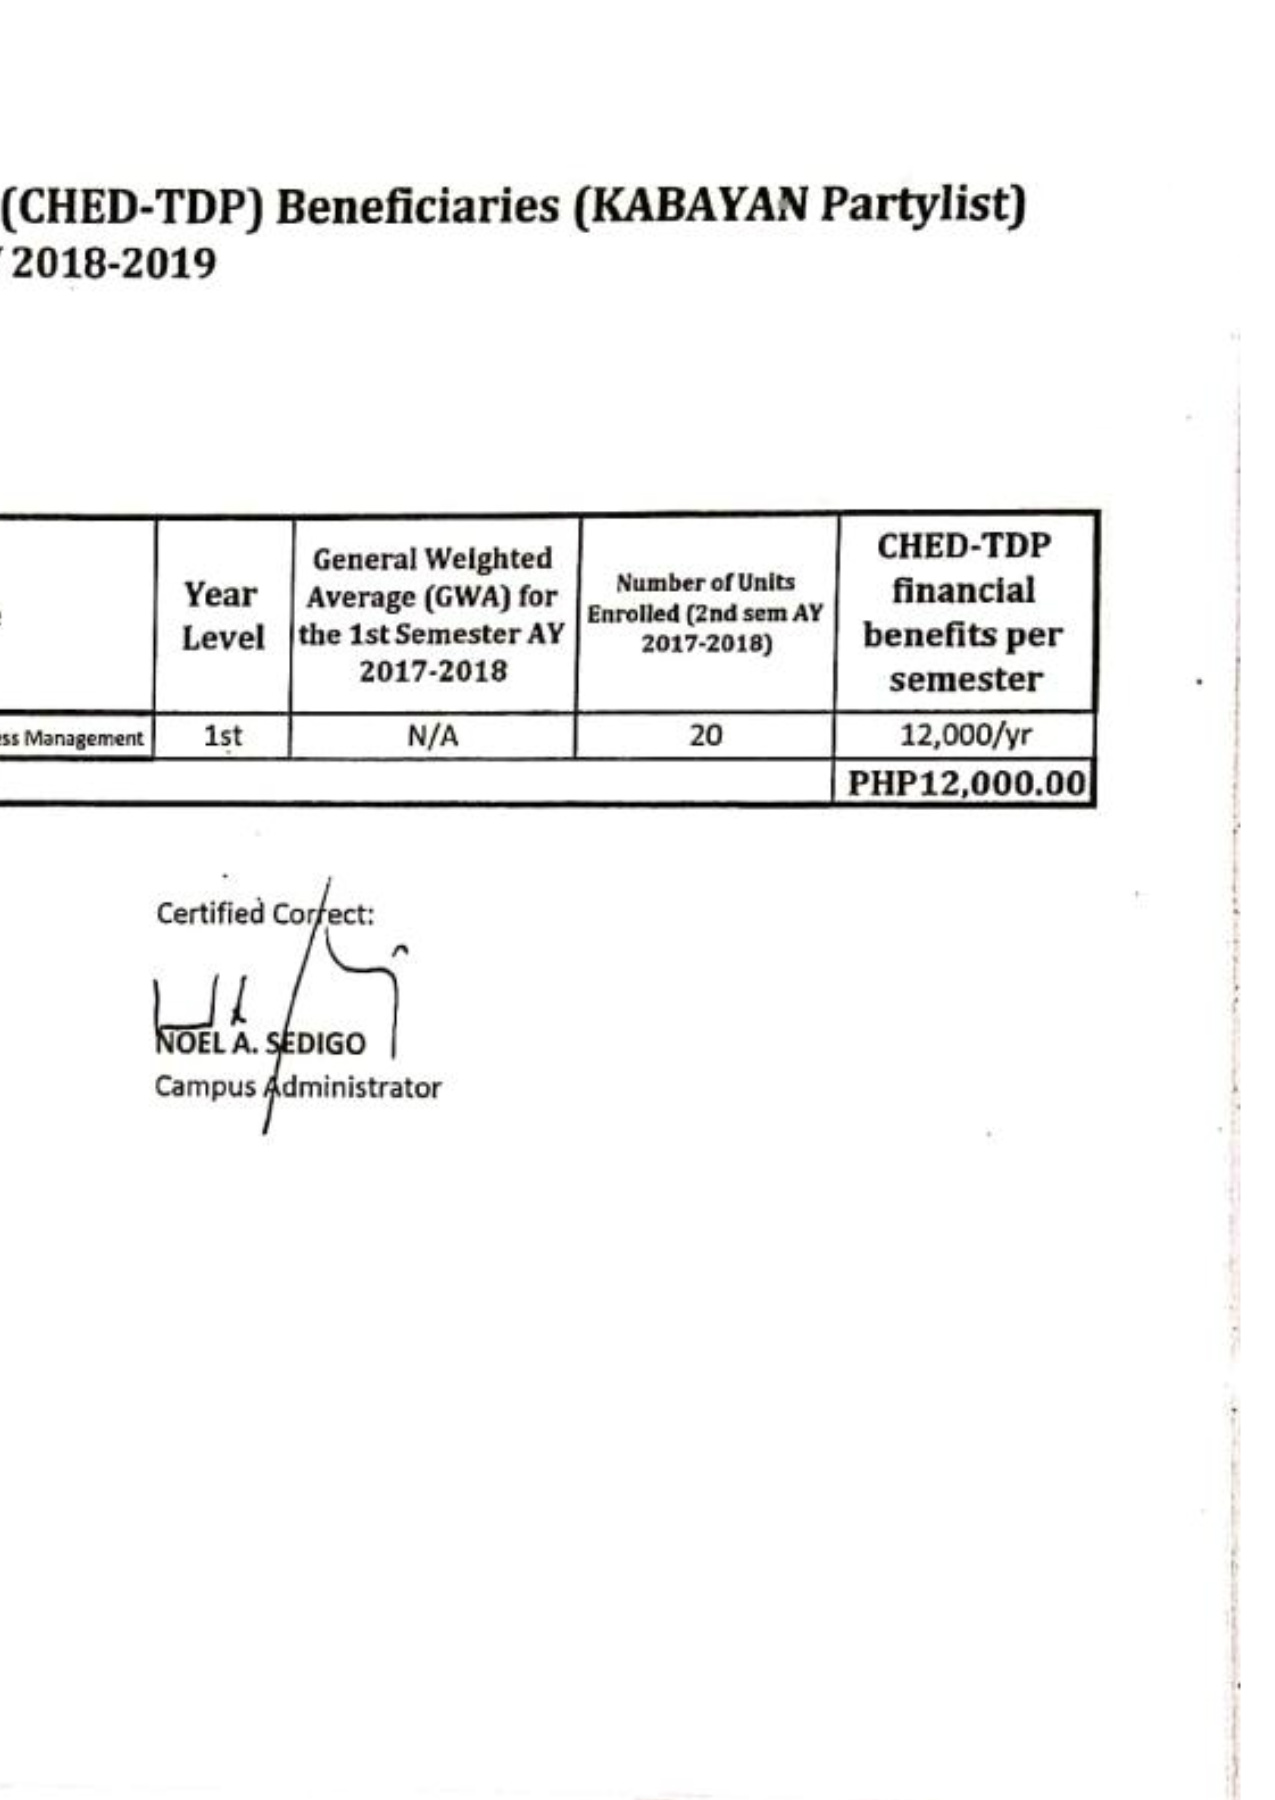 (CHED-TDP) Beneficiaries (KABAYAN Partylist)
2018-2019
Year
Level
General Weighted
Average (GWA) for
the 1st Semester AY
2017-2018
Number of Units
Enrolled (2nd sem AY
2017-2018)
CHED-TDP
financial
benefits per
semester
ess Management
1st
N/A
20
12,000/yr
PHP12,000.00
Certified Correct:
NOEL A. SEDIGO
Campus Administrator